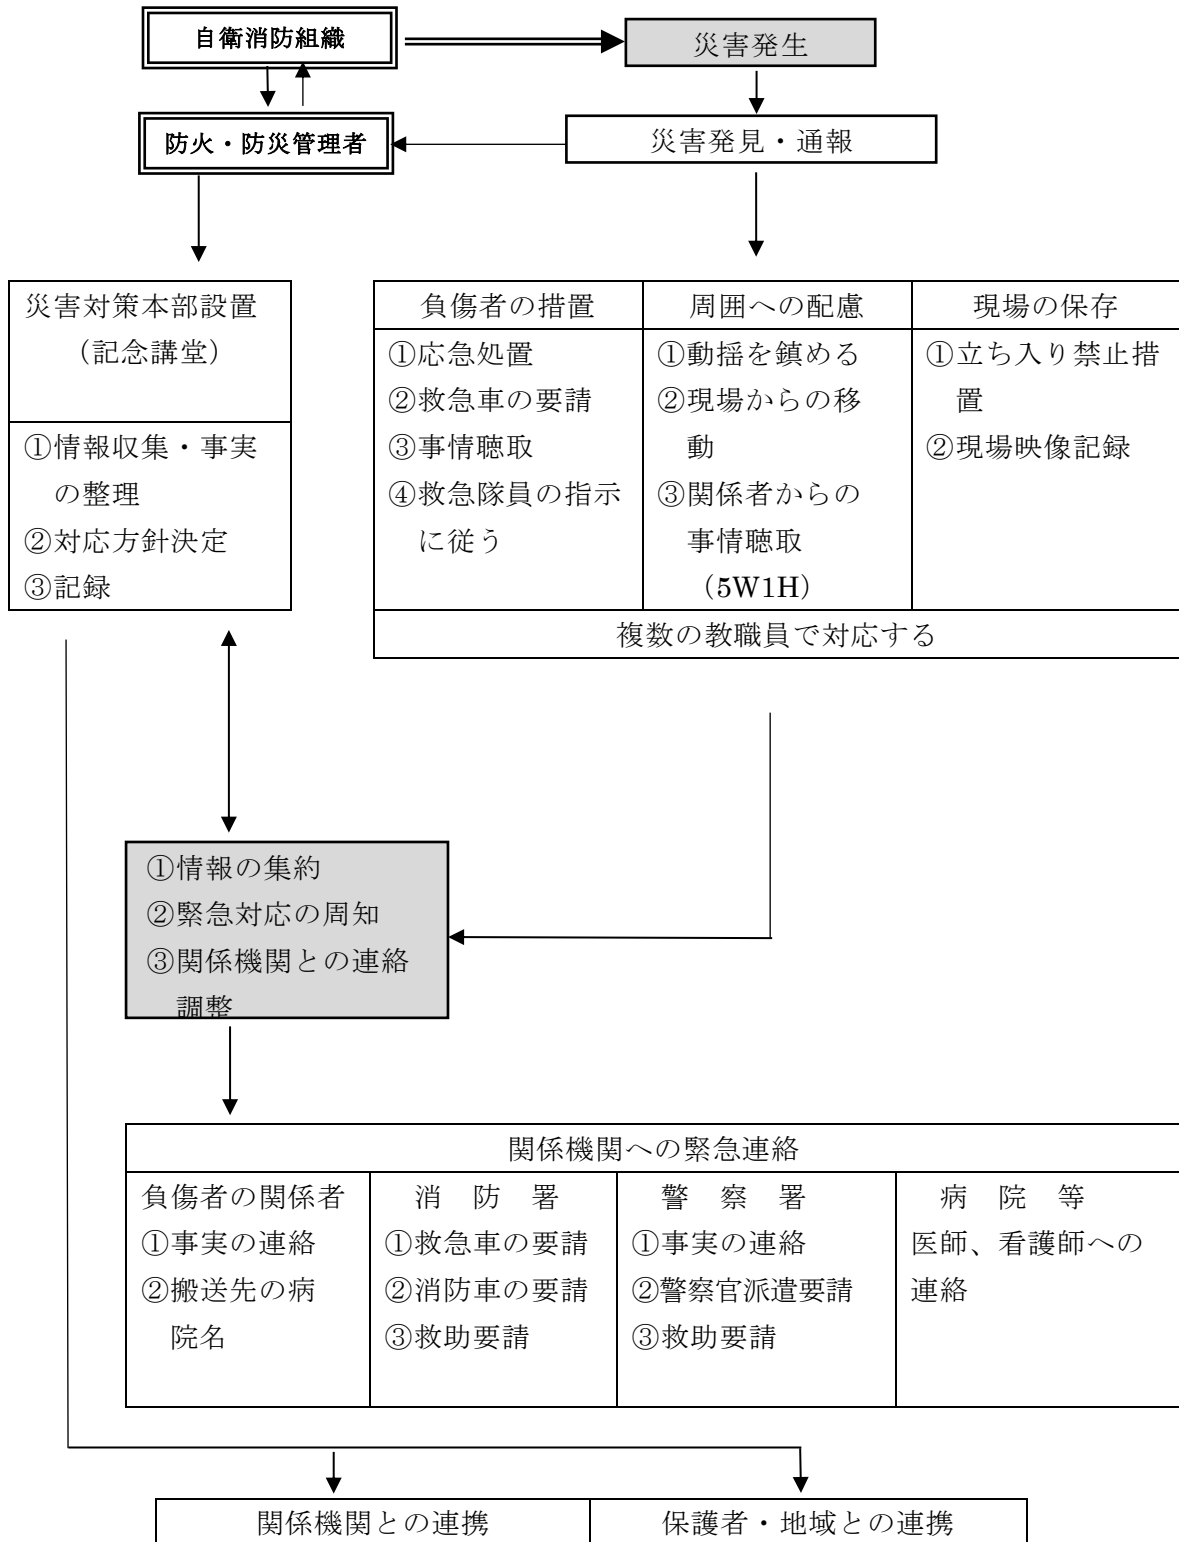 自衛消防組織
災害発生
防火・防災管理者
災害発見・通報
災害対策本部設置
（記念講堂）
①情報収集・事実
の整理
②対応方針決定
③記録
負傷者の措置
①応急処置
②救急車の要請
③事情聴取
④救急隊員の指示
に従う
周囲への配慮
①動揺を鎮める
②現場からの移
動
③関係者からの
事情聴取
（5W1H）
現場の保存
①立ち入り禁止措
置
②現場映像記録
複数の教職員で対応する
①情報の集約
②緊急対応の周知
③関係機関との連絡
調整
関係機関への緊急連絡
負傷者の関係者
①事実の連絡
②搬送先の病
院名
消　防　署
①救急車の要請
②消防車の要請
③救助要請
警　察　署
①事実の連絡
②警察官派遣要請
③救助要請
病　院　等
医師、看護師への
連絡
関係機関との連携
保護者・地域との連携